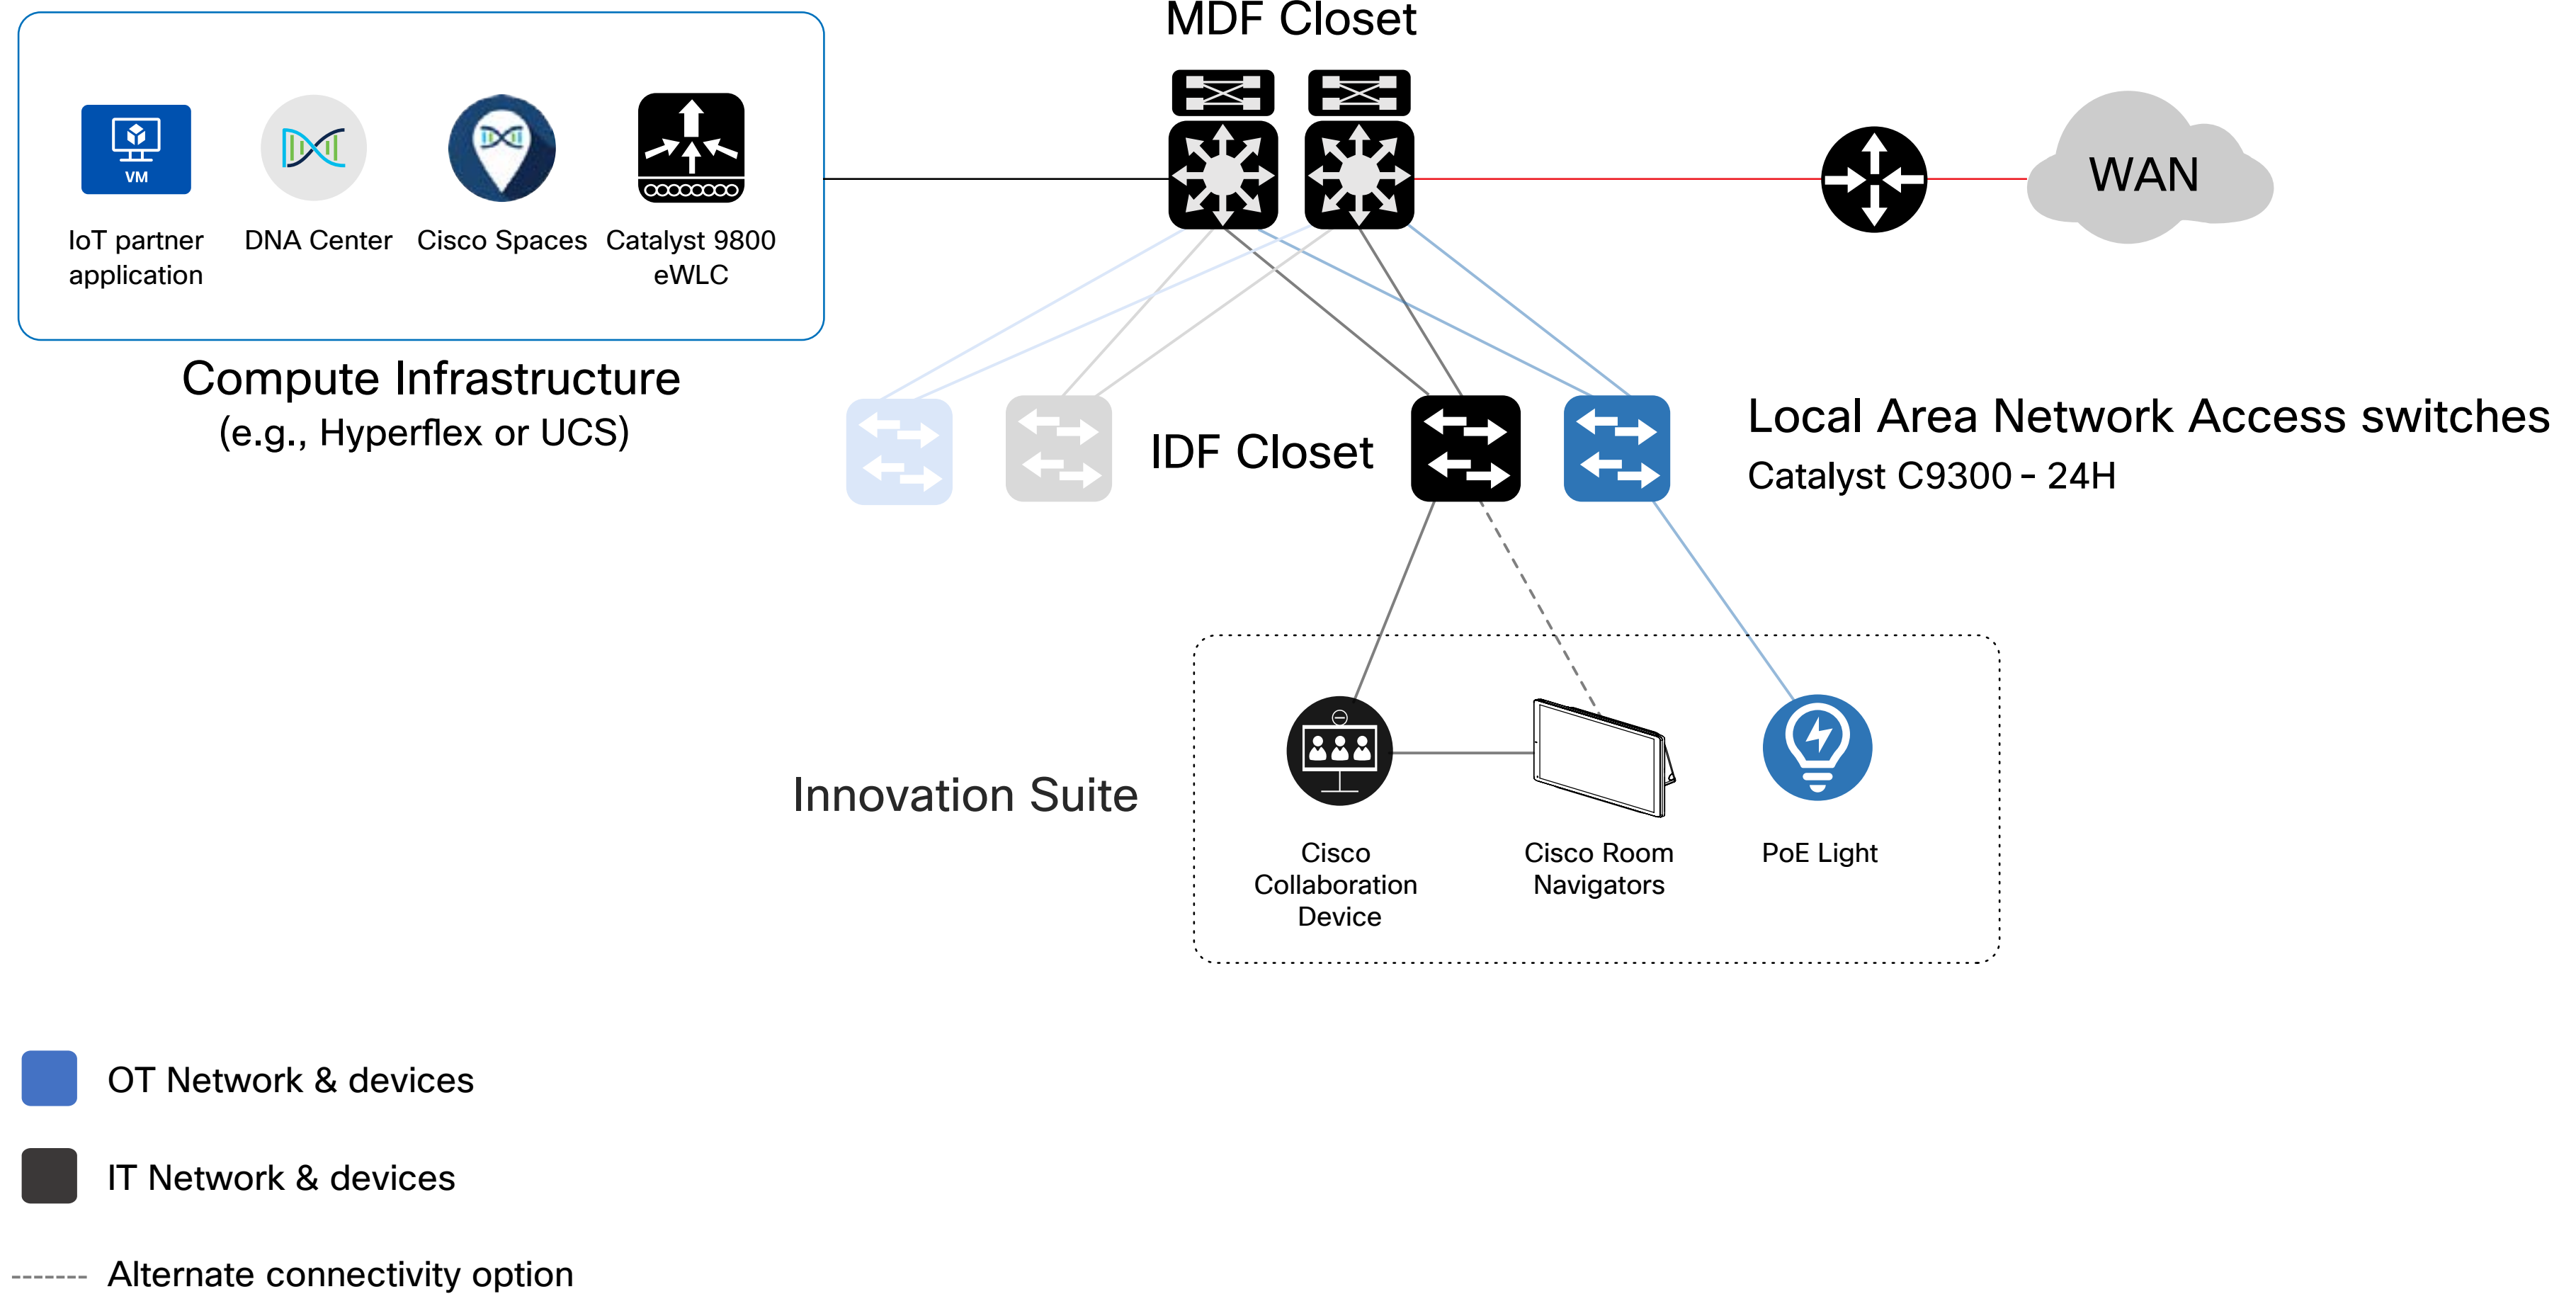 MDF Closet
VM
IoT partner
application
DNA Center
Cisco Spaces
Catalyst 9800
eWLC
WAN
Compute Infrastructure
(e.g., Hyperflex or UCS)
IDF Closet
Local Area Network Access switches
Catalyst C9300 - 24H
Innovation Suite
Cisco
Collaboration
Device
Cisco Room
Navigators
PoE Light
OT Network & devices
IT Network & devices
Alternate connectivity option